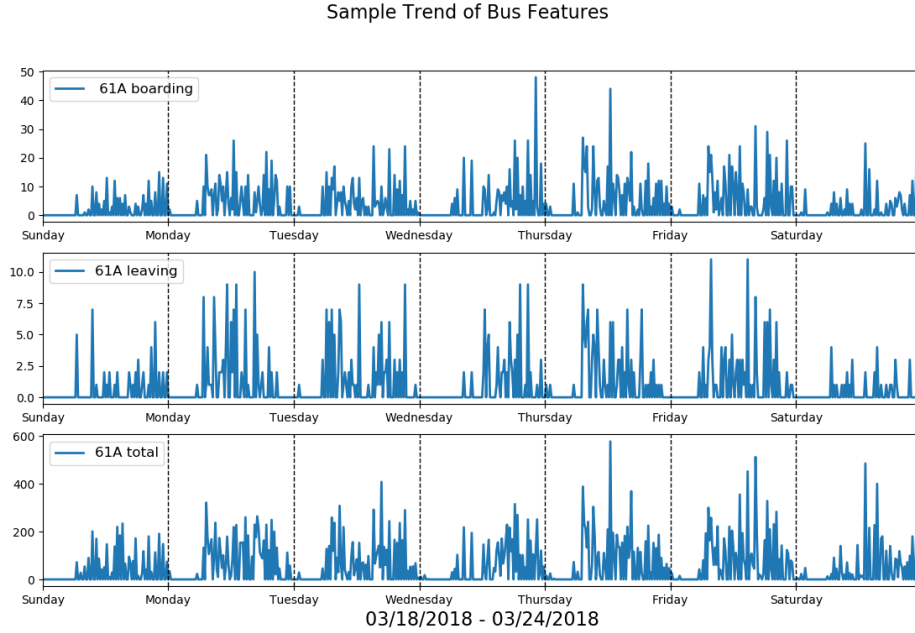 Sample Trend of Bus Features
50
40
30
20
10
0
61A boarding
Sunday Monday Tuesday Wednesday Thursday Friday Saturday
10.0
7.5
5.0
2.5
0.0
61A leaving
Sunday Monday Tuesday Wednesday Thursday Friday Saturday
600
400
200
0
61A total
Sunday Monday Tuesday Wednesday Thursday Friday Saturday
03/18/2018 - 03/24/2018